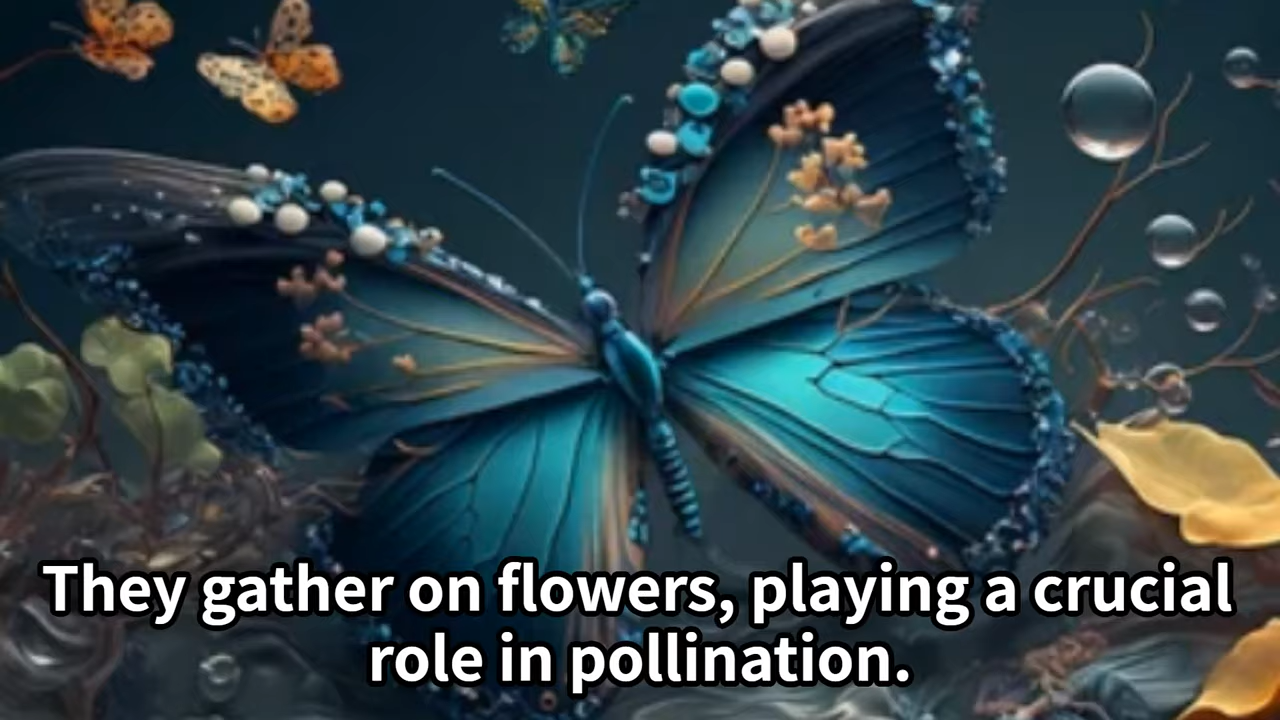 They gather on flowers, playing a crucial
role in pollination.